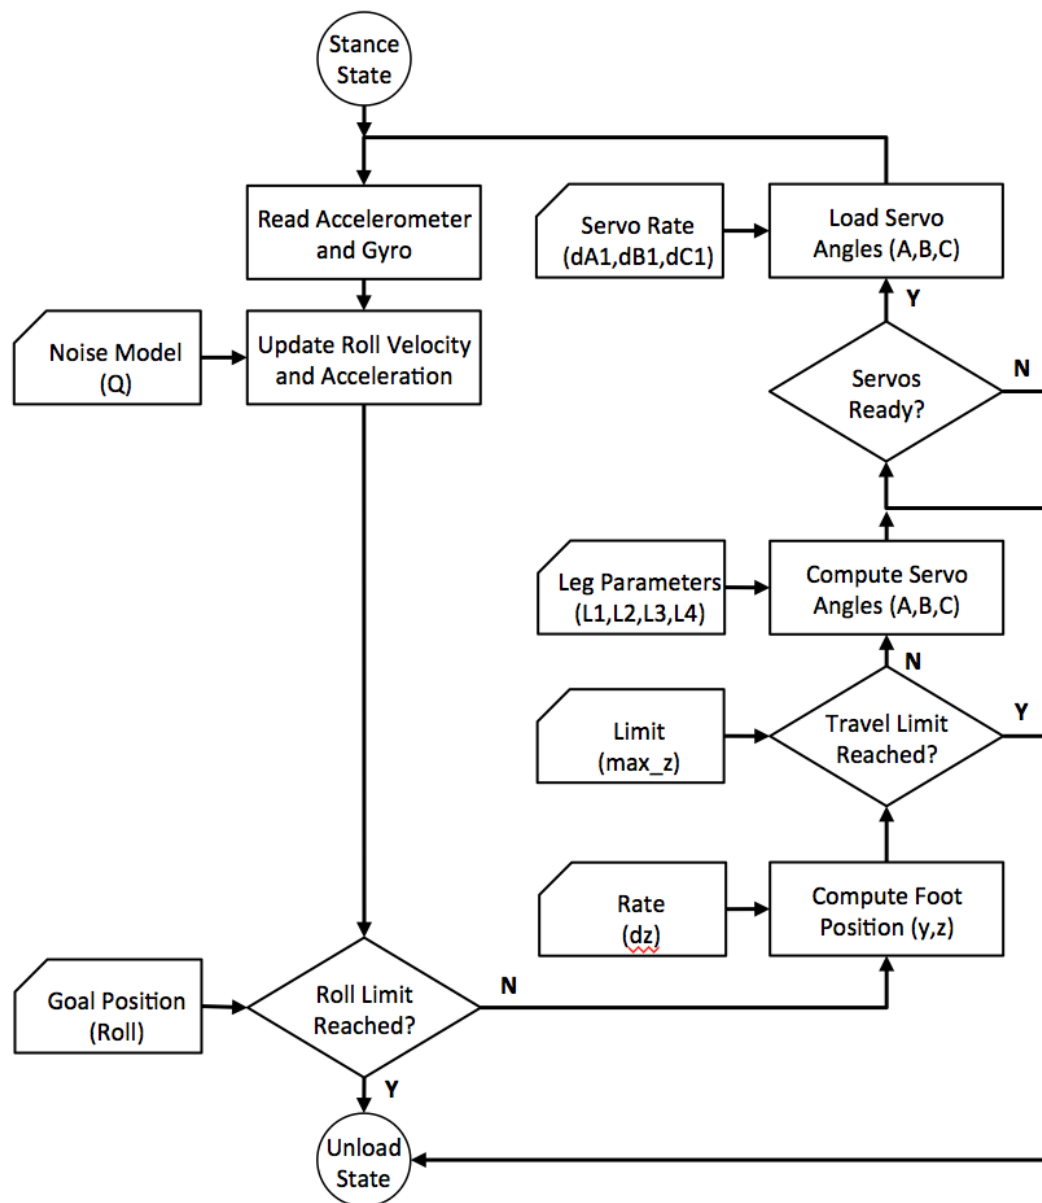 Stance
State
Read Accelerometer
and Gyro
Noise Model
(Q)
Update Roll Velocity
and Acceleration
Goal Position
(Roll)
Roll Limit
Reached?
N
Y
Unload
State
Servo Rate
(dA1,dB1,dC1)
Load Servo
Angles (A,B,C)
Y
Servos
Ready?
N
Leg Parameters
(L1,L2,L3,L4)
Compute Servo
Angles (A,B,C)
N
Limit
(max_z)
Travel Limit
Reached?
Y
Rate
(dz)
Compute Foot
Position (y,z)